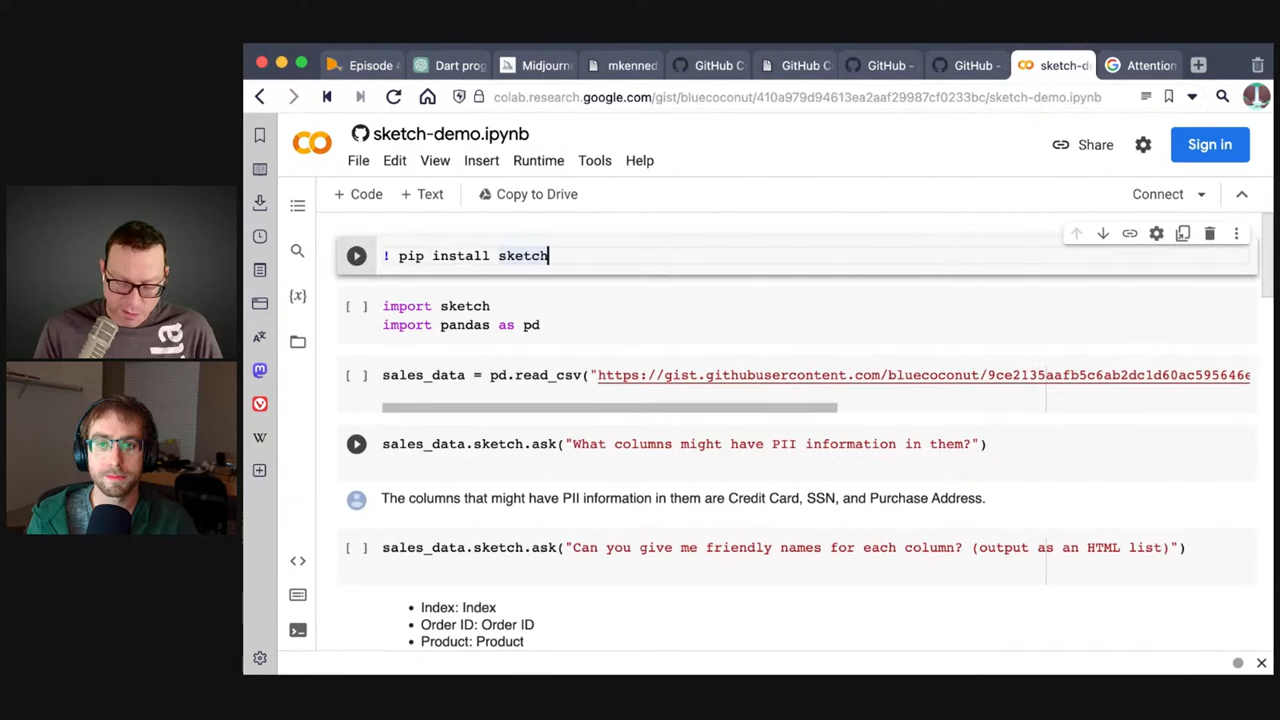 Episode
Dart prog
Midjourn
mkenned
GitHub C
GitHub C
GitHub -
GitHub -
sketch-d
Attention
colab.research.google.com/gist/bluecoconut/410a979d94613ea2aaf29987cf0233bc/sketch-demo.ipynb
sketch-demo.ipynb
File Edit View Insert Runtime Tools Help
Share
Sign in
+ Code + Text Copy to Drive
Connect
! pip install sketch
[ ] import sketch
import pandas as pd
[ ] sales_data = pd.read_csv("https://gist.githubusercontent.com/bluecoconut/9ce2135aafb5c6ab2dc1d60ac595646e
sales_data.sketch.ask("What columns might have PII information in them?")
The columns that might have PII information in them are Credit Card, SSN, and Purchase Address.
[ ] sales_data.sketch.ask("Can you give me friendly names for each column? (output as an HTML list)")
• Index: Index
• Order ID: Order ID
• Product: Product